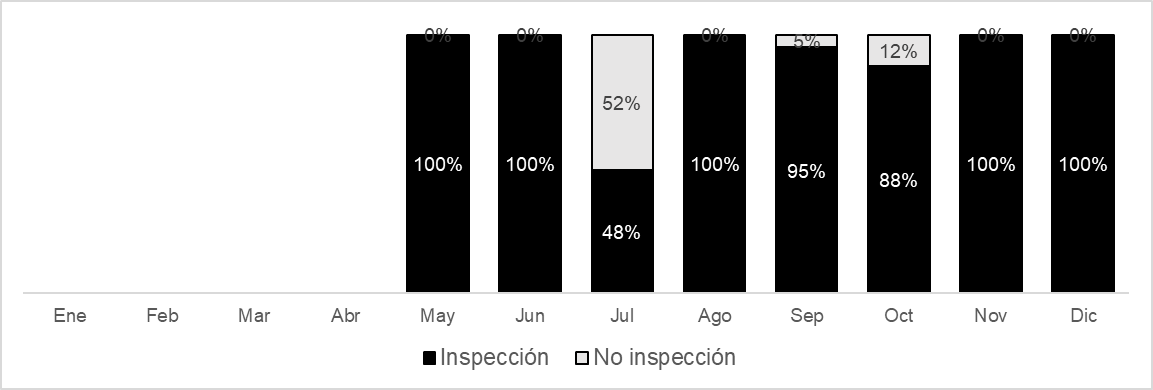 0% 0% 0% 5% 12% 0% 0%
52%
100% 100% 100% 95% 88% 100% 100%
48%
Ene Feb Mar Abr May Jun Jul Ago Sep Oct Nov Dic
Inspección No inspección